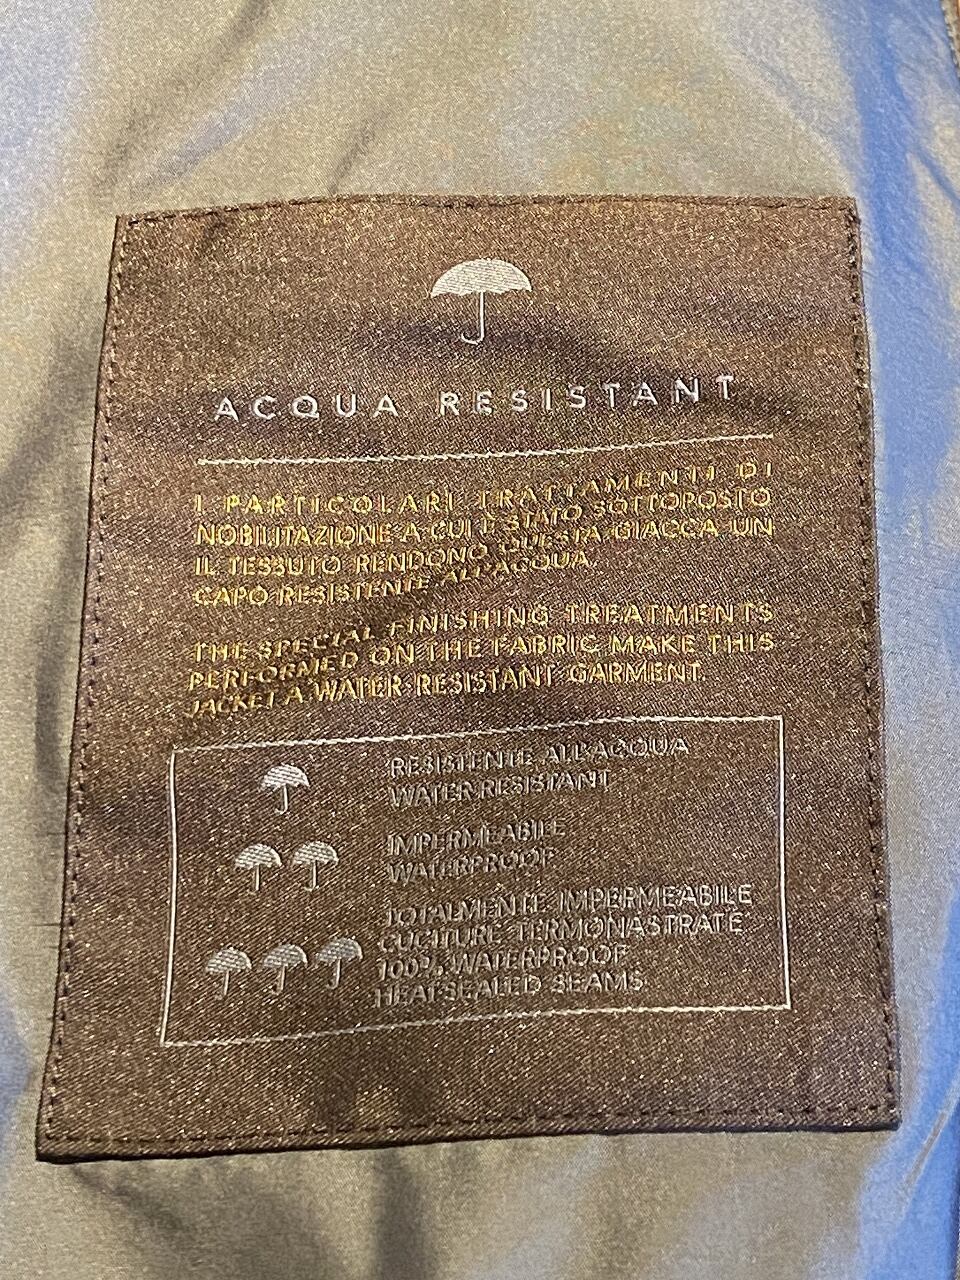 ACQUA RESISTANT
I PARTICOLARI TRATTAMENTI DI
NOBILITAZIONE A CUI È STATO SOTTOPOSTO
IL TESSUTO RENDONO QUESTA GIACCA UN
CAPO RESISTENTE ALL'ACQUA.
THE SPECIAL FINISHING TREATMENTS
PERFORMED ON THE FABRIC MAKE THIS
JACKET A WATER-RESISTANT GARMENT.
RESISTENTE ALL'ACQUA
WATER-RESISTANT
IMPERMEABILE
WATERPROOF
TOTALMENTE IMPERMEABILE
CUCITURE TERMONASTRATE
100% WATERPROOF
HEATSEALED SEAMS